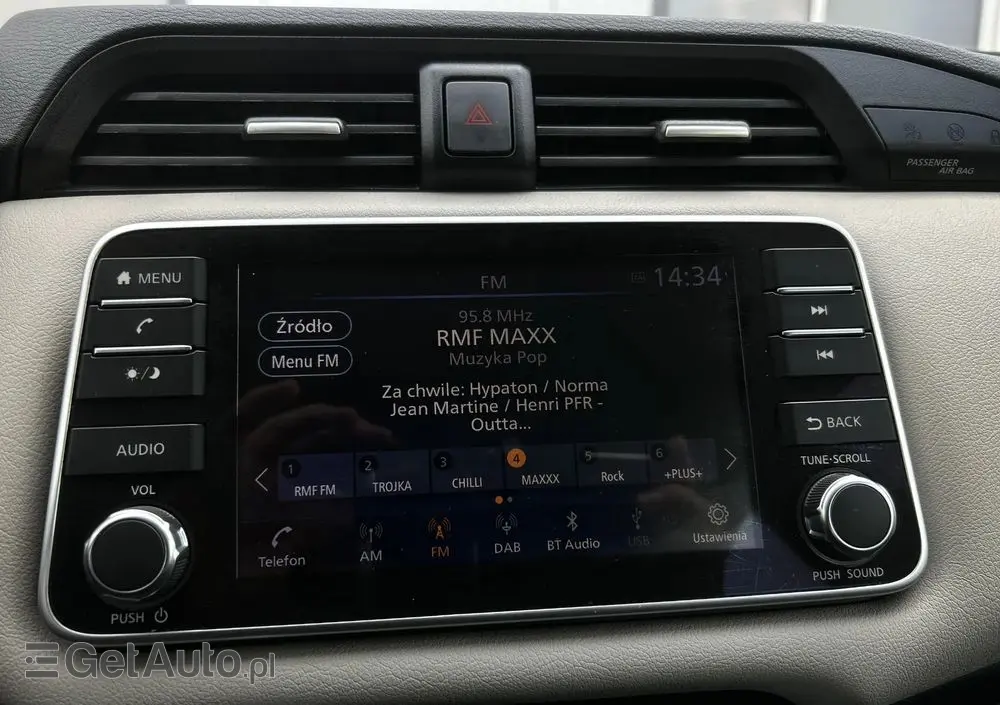 PASSENGER
AIR BAG
MENU
AUDIO
VOL
PUSH
FM
14:34
Źródło
Menu FM
95.8 MHz
RMF MAXX
Muzyka Pop
Za chwile: Hypaton / Norma
Jean Martine / Henri PFR -
Outta...
1 RMF FM
2 TROJKA
3 CHILLI
4 MAXXX
5 Rock
6 +PLUS+
Telefon
AM
FM
DAB
BT Audio
USB
Ustawienia
BACK
TUNE·SCROLL
PUSH SOUND
GetAuto.pl